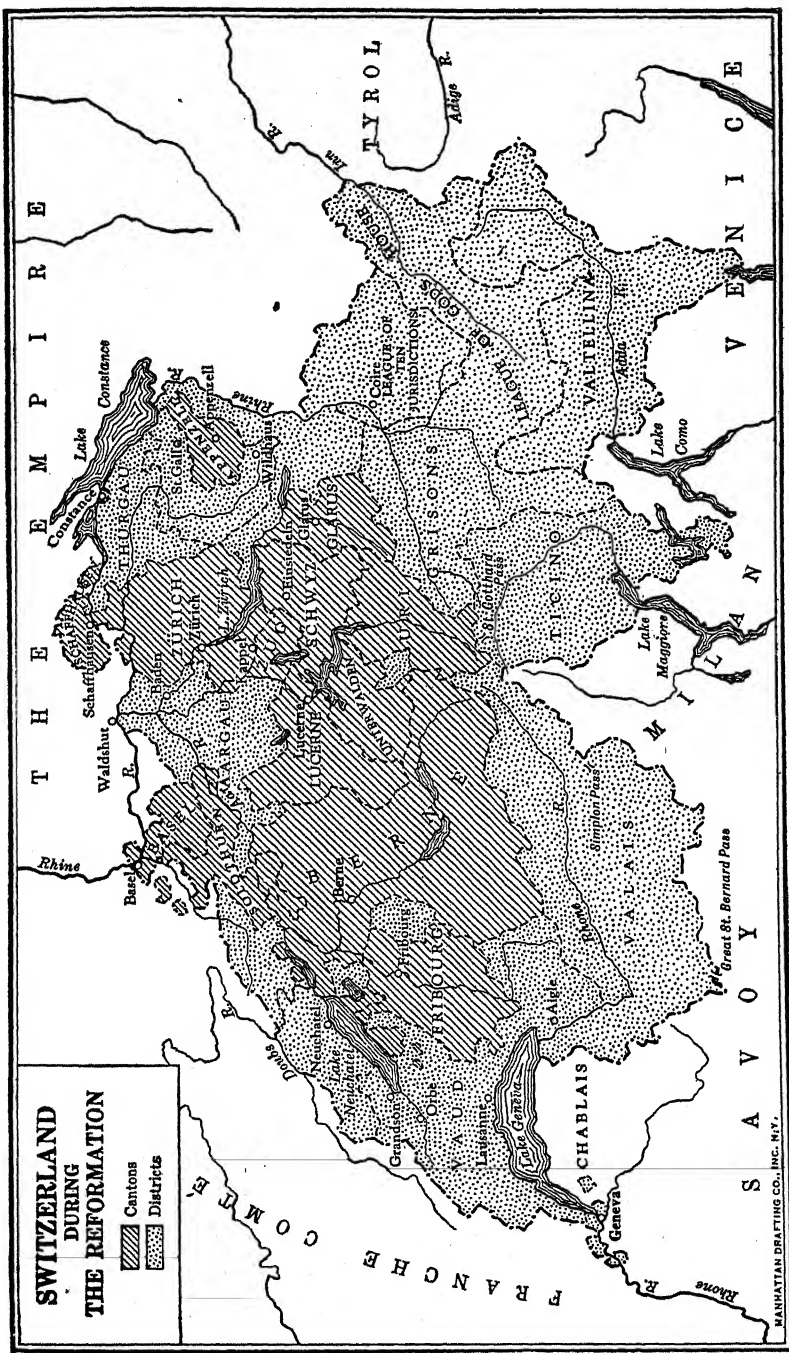 SWITZERLAND
DURING
THE REFORMATION
Cantons
Districts
THE EMPIRE
FRANCHE COMTÉ
SAVOY
MILAN
VENICE
TYROL
Adige R.
Inn R.
Rhine
Basel
BASEL
Waldshut
R.
Schaffhausen
Constance
Lake Constance
THURGAU
St. Galle
Appenzell
Wildhaus
Rhine
Baden
ZURICH
Zürich
L. Zürich
Cappel
ZUG
Einsiedeln
SCHWYZ
Glarus
GLARUS
AARGAU
R.
SOLOTHURN
Lucerne
LUCERNE
UNTERWALDEN
URI
BERNE
Berne
FRIBOURG
Fribourg
Doubs R.
Neuchatel
Lake Neuchatel
Grandson
Orbe
VAUD
Lausanne
Lake Geneva
CHABLAIS
Geneva
Rhone R.
Aigle
Rhone R.
VALAIS
Simplon Pass
Great St. Bernard Pass
GRISONS
Coire
LEAGUE OF
TEN
JURISDICTIONS
LEAGUE OF GODS HOUSE
St. Gotthard
Pass
TICINO
VALTELLINA
Adda R.
Lake
Como
Lake
Maggiore
MANHATTAN DRAFTING CO., INC. N.Y.